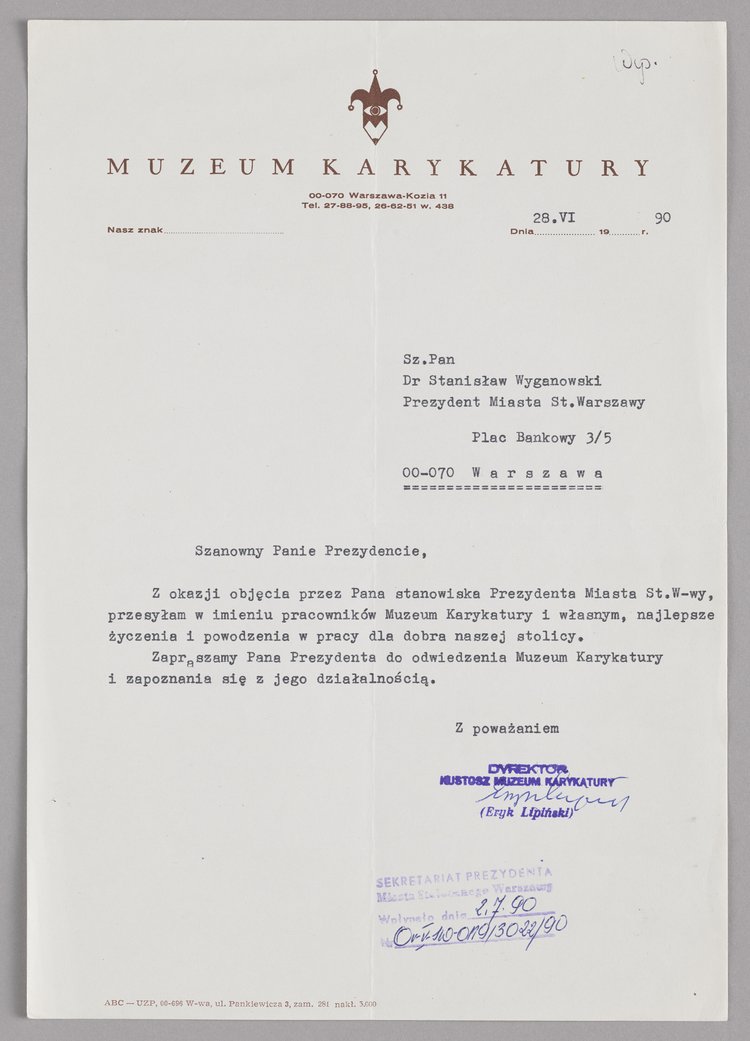 Wyp.
MUZEUM KARYKATURY
00-070 Warszawa-Kozia 11
Tel. 27-88-95, 26-62-51 w. 438
28.VI 90
Nasz znak.............................. Dnia................ 19........ r.
Sz.Pan
Dr Stanisław Wyganowski
Prezydent Miasta St.Warszawy
Plac Bankowy 3/5
00-070 W a r s z a w a
=======================
Szanowny Panie Prezydencie,
Z okazji objęcia przez Pana stanowiska Prezydenta Miasta St.W-wy,
przesyłam w imieniu pracowników Muzeum Karykatury i własnym, najlepsze
życzenia i powodzenia w pracy dla dobra naszej stolicy.
Zapraszamy Pana Prezydenta do odwiedzenia Muzeum Karykatury
i zapoznania się z jego działalnością.
Z poważaniem
DYREKTOR
KUSTOSZ MUZEUM KARYKATURY
(Eryk Lipiński)
SEKRETARIAT PREZYDENTA
Miasta Stołecznego Warszawy
Wpłynęło dnia 2.7.90
ABC — UZP, 00-696 W-wa, ul. Pankiewicza 3, zam. 281 nakł. 3.000